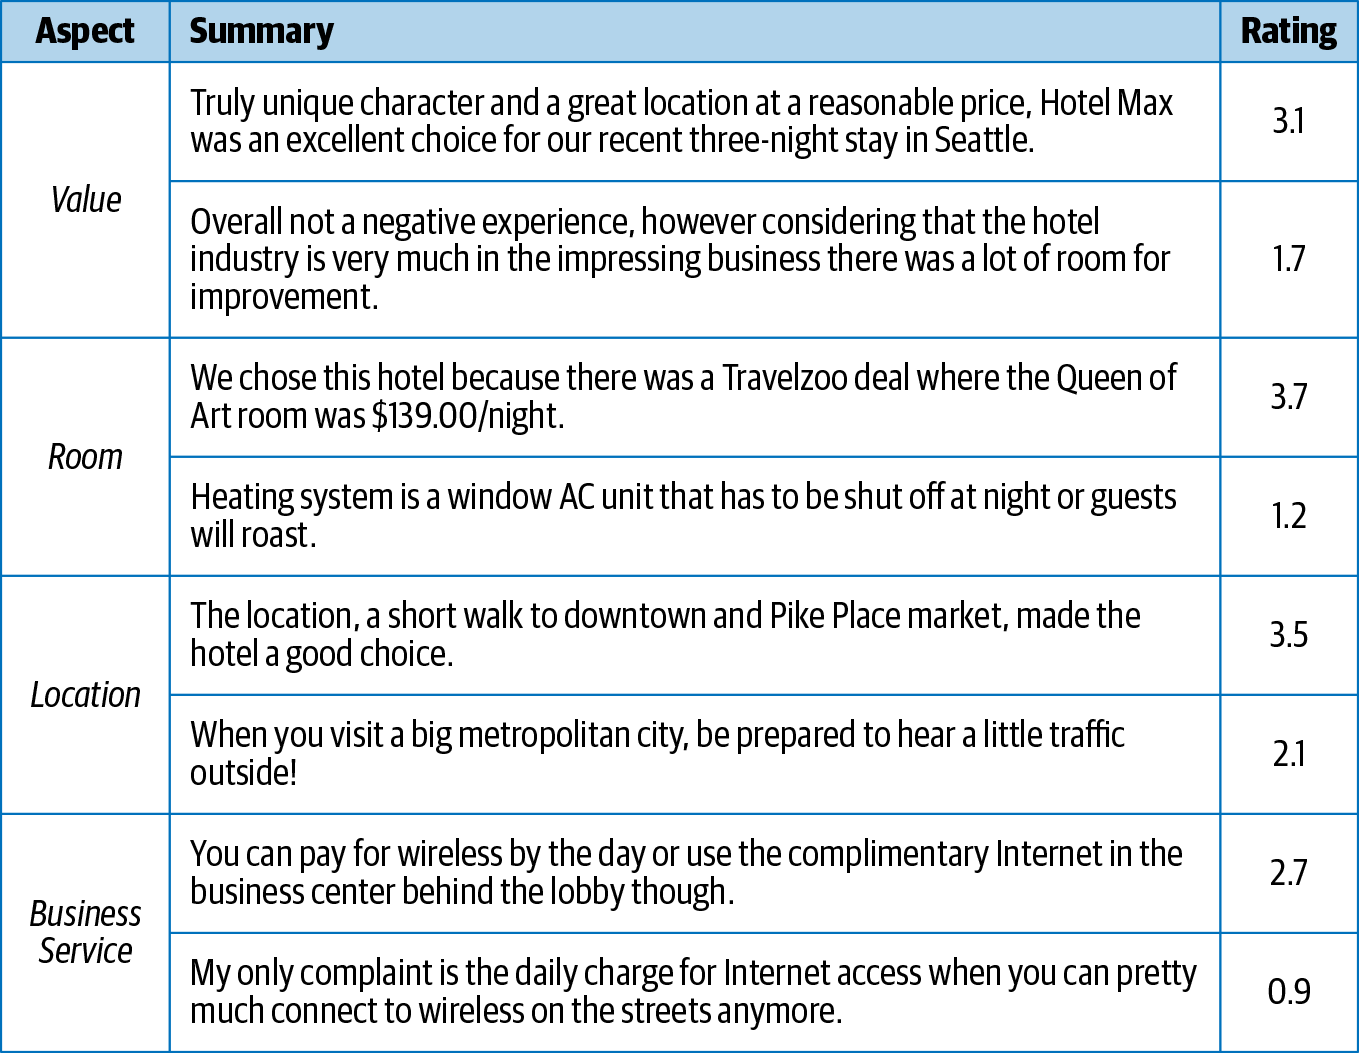 Aspect Summary Rating
Value
Truly unique character and a great location at a reasonable price, Hotel Max
was an excellent choice for our recent three-night stay in Seattle.
3.1
Overall not a negative experience, however considering that the hotel
industry is very much in the impressing business there was a lot of room for
improvement.
1.7
Room
We chose this hotel because there was a Travelzoo deal where the Queen of
Art room was $139.00/night.
3.7
Heating system is a window AC unit that has to be shut off at night or guests
will roast.
1.2
Location
The location, a short walk to downtown and Pike Place market, made the
hotel a good choice.
3.5
When you visit a big metropolitan city, be prepared to hear a little traffic
outside!
2.1
Business
Service
You can pay for wireless by the day or use the complimentary Internet in the
business center behind the lobby though.
2.7
My only complaint is the daily charge for Internet access when you can pretty
much connect to wireless on the streets anymore.
0.9